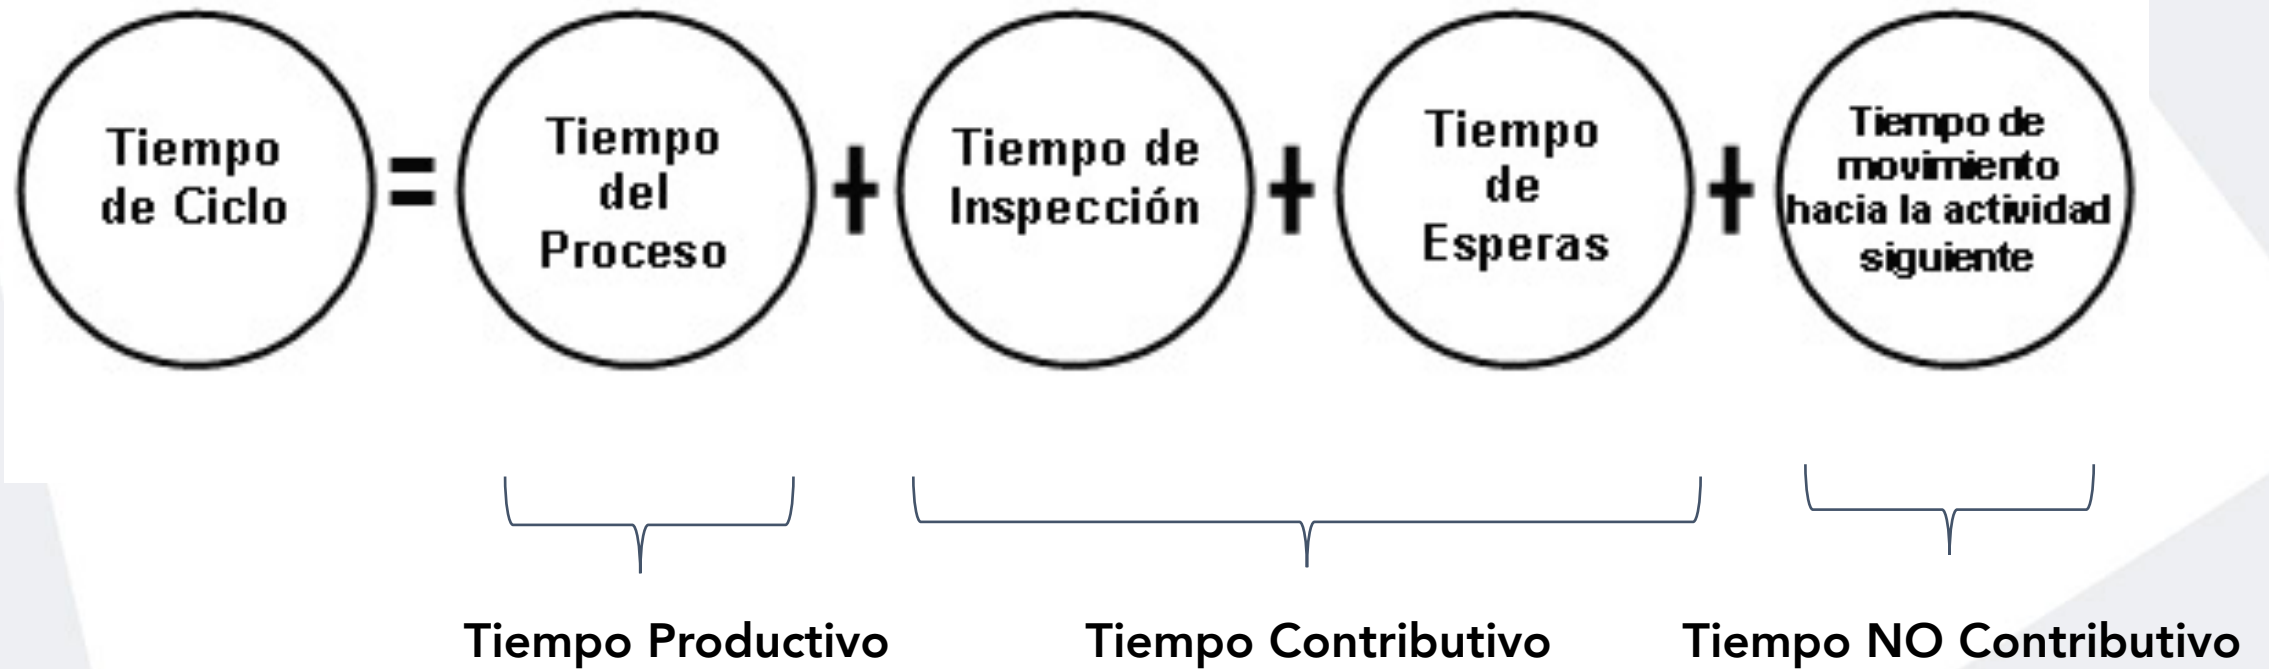 Tiempo
de Ciclo
=
Tiempo
del
Proceso
+
Tiempo de
Inspección
+
Tiempo
de
Esperas
+
Tiempo de
movimiento
hacia la actividad
siguiente
Tiempo Productivo
Tiempo Contributivo
Tiempo NO Contributivo